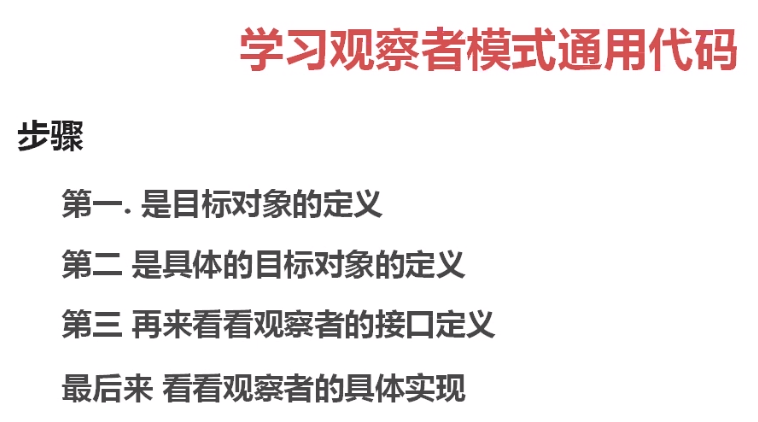 学习观察者模式通用代码
步骤
第一. 是目标对象的定义
第二 是具体的目标对象的定义
第三 再来看看观察者的接口定义
最后来 看看观察者的具体实现